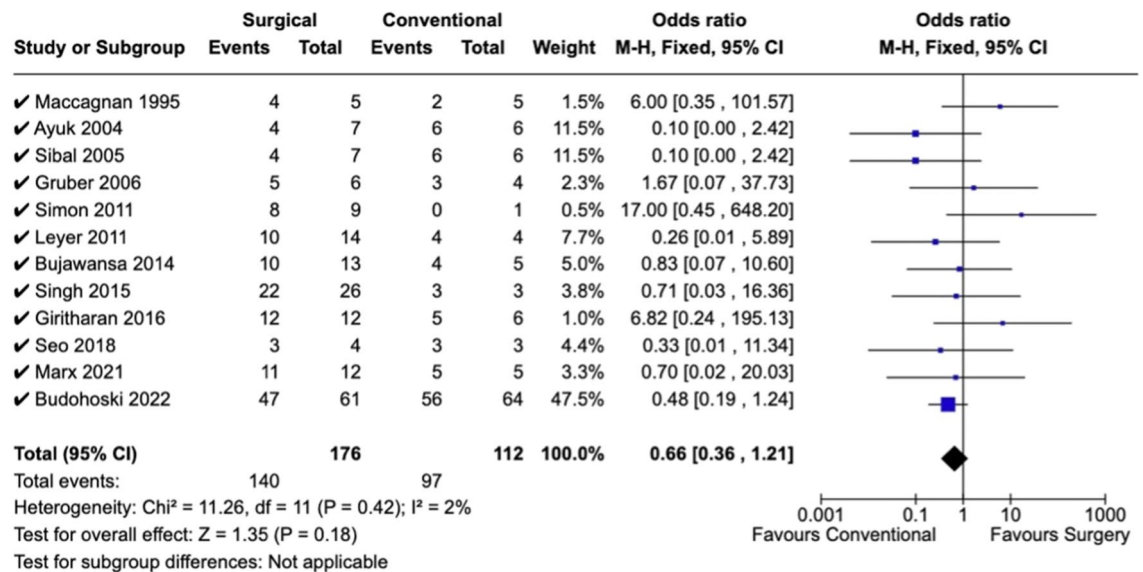 Surgical Conventional Odds ratio Odds ratio
Study or Subgroup Events Total Events Total Weight M-H, Fixed, 95% CI M-H, Fixed, 95% CI
✔ Maccagnan 1995 4 5 2 5 1.5% 6.00 [0.35 , 101.57]
✔ Ayuk 2004 4 7 6 6 11.5% 0.10 [0.00 , 2.42]
✔ Sibal 2005 4 7 6 6 11.5% 0.10 [0.00 , 2.42]
✔ Gruber 2006 5 6 3 4 2.3% 1.67 [0.07 , 37.73]
✔ Simon 2011 8 9 0 1 0.5% 17.00 [0.45 , 648.20]
✔ Leyer 2011 10 14 4 4 7.7% 0.26 [0.01 , 5.89]
✔ Bujawansa 2014 10 13 4 5 5.0% 0.83 [0.07 , 10.60]
✔ Singh 2015 22 26 3 3 3.8% 0.71 [0.03 , 16.36]
✔ Giritharan 2016 12 12 5 6 1.0% 6.82 [0.24 , 195.13]
✔ Seo 2018 3 4 3 3 4.4% 0.33 [0.01 , 11.34]
✔ Marx 2021 11 12 5 5 3.3% 0.70 [0.02 , 20.03]
✔ Budohoski 2022 47 61 56 64 47.5% 0.48 [0.19 , 1.24]
Total (95% CI) 176 112 100.0% 0.66 [0.36 , 1.21]
Total events: 140 97
Heterogeneity: Chi² = 11.26, df = 11 (P = 0.42); I² = 2%
Test for overall effect: Z = 1.35 (P = 0.18)
Test for subgroup differences: Not applicable
0.001 0.1 1 10 1000
Favours Conventional Favours Surgery